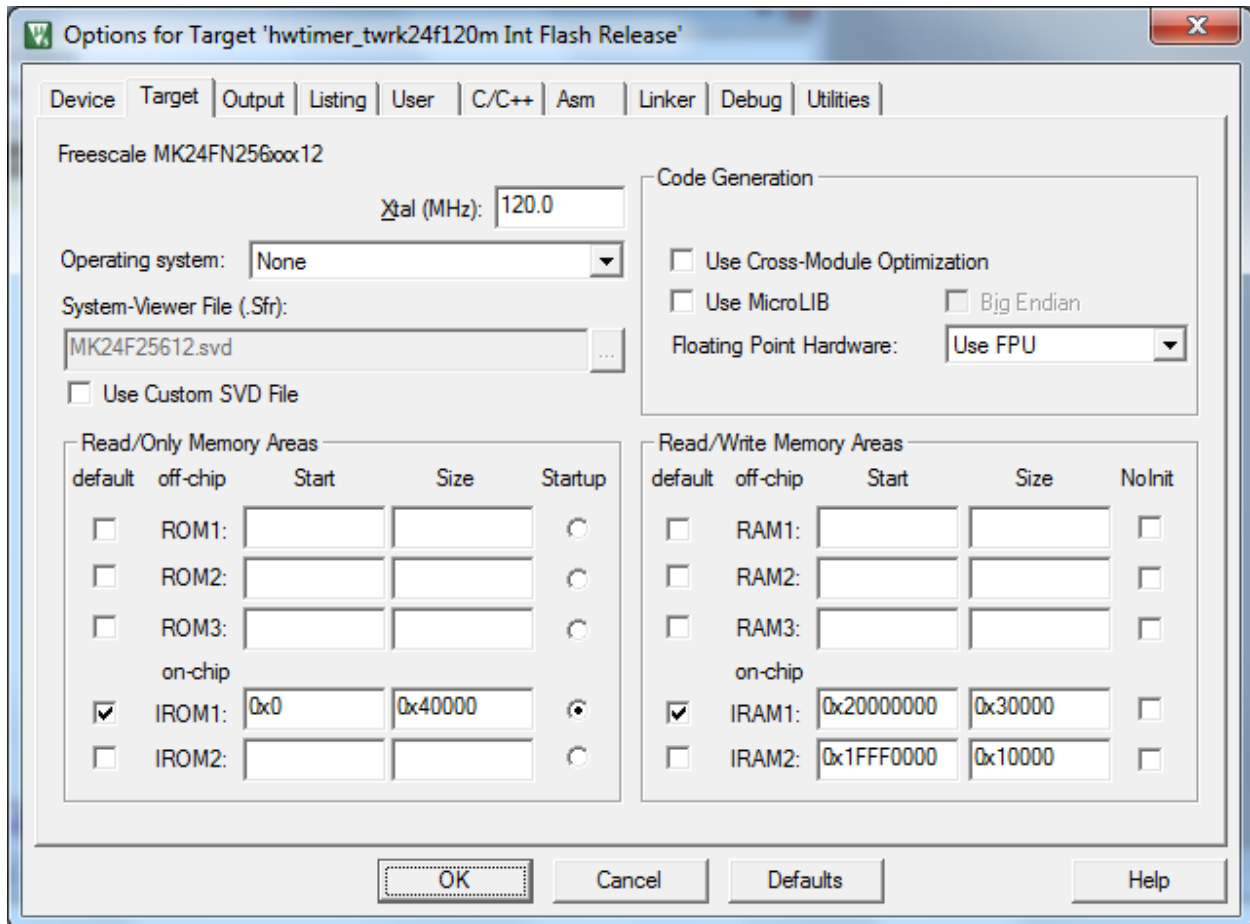 Options for Target 'hwtimer_twrk24f120m Int Flash Release'
Device Target Output Listing User C/C++ Asm Linker Debug Utilities
Freescale MK24FN256xxx12
Xtal (MHz): 120.0
Operating system: None
System-Viewer File (.Sfr):
MK24F25612.svd ...
Use Custom SVD File
Code Generation
Use Cross-Module Optimization
Use MicroLIB Big Endian
Floating Point Hardware: Use FPU
Read/Only Memory Areas
default off-chip Start Size Startup
ROM1:
ROM2:
ROM3:
on-chip
IROM1: 0x0 0x40000
IROM2:
Read/Write Memory Areas
default off-chip Start Size NoInit
RAM1:
RAM2:
RAM3:
on-chip
IRAM1: 0x20000000 0x30000
IRAM2: 0x1FFF0000 0x10000
OK Cancel Defaults Help